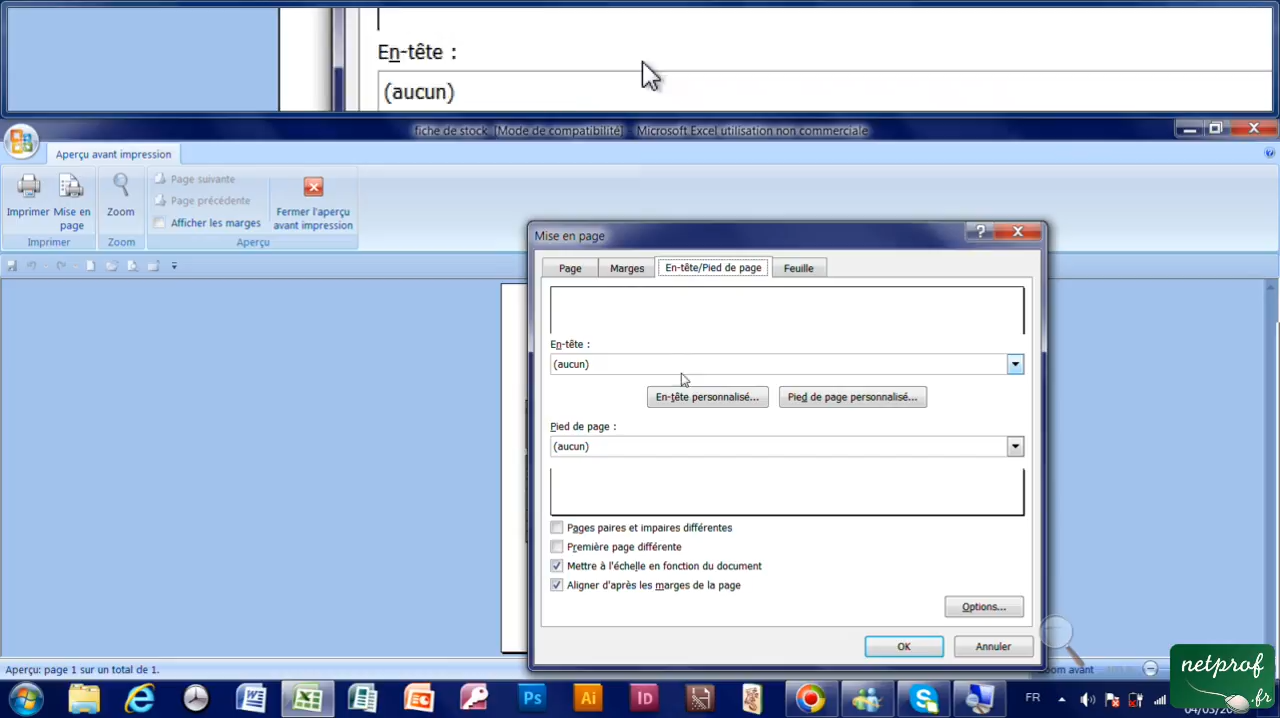 En-tête :
(aucun)
fiche de stock [Mode de compatibilité] - Microsoft Excel utilisation non commerciale
Aperçu avant impression
Imprimer
Mise en page
Zoom
Page suivante
Page précédente
Afficher les marges
Fermer l'aperçu
avant impression
Imprimer
Zoom
Aperçu
Mise en page
Page
Marges
En-tête/Pied de page
Feuille
En-tête :
(aucun)
En-tête personnalisé...
Pied de page personnalisé...
Pied de page :
(aucun)
Pages paires et impaires différentes
Première page différente
Mettre à l'échelle en fonction du document
Aligner d'après les marges de la page
Options...
OK
Annuler
Aperçu: page 1 sur un total de 1.
avant
Ps
Ai
Id
FR
netprof
.fr